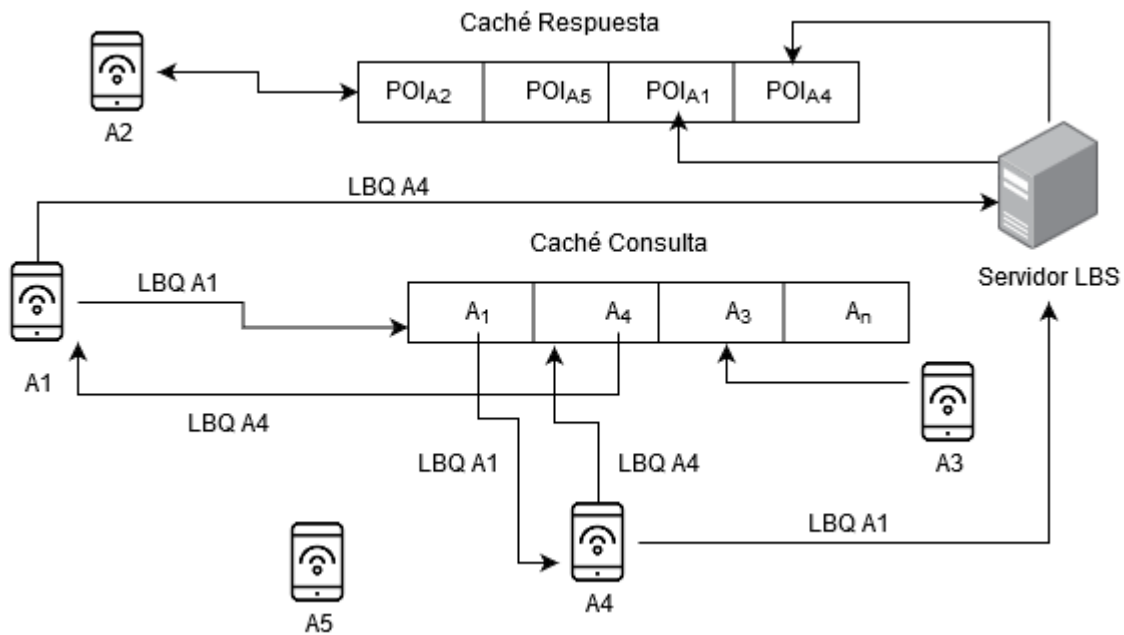 Caché Respuesta
POIA2 POIA5 POIA1 POIA4
A2
LBQ A4
Caché Consulta
Servidor LBS
LBQ A1
A1 A4 A3 An
A1
LBQ A4
LBQ A1
LBQ A4
A3
LBQ A1
A4
A5